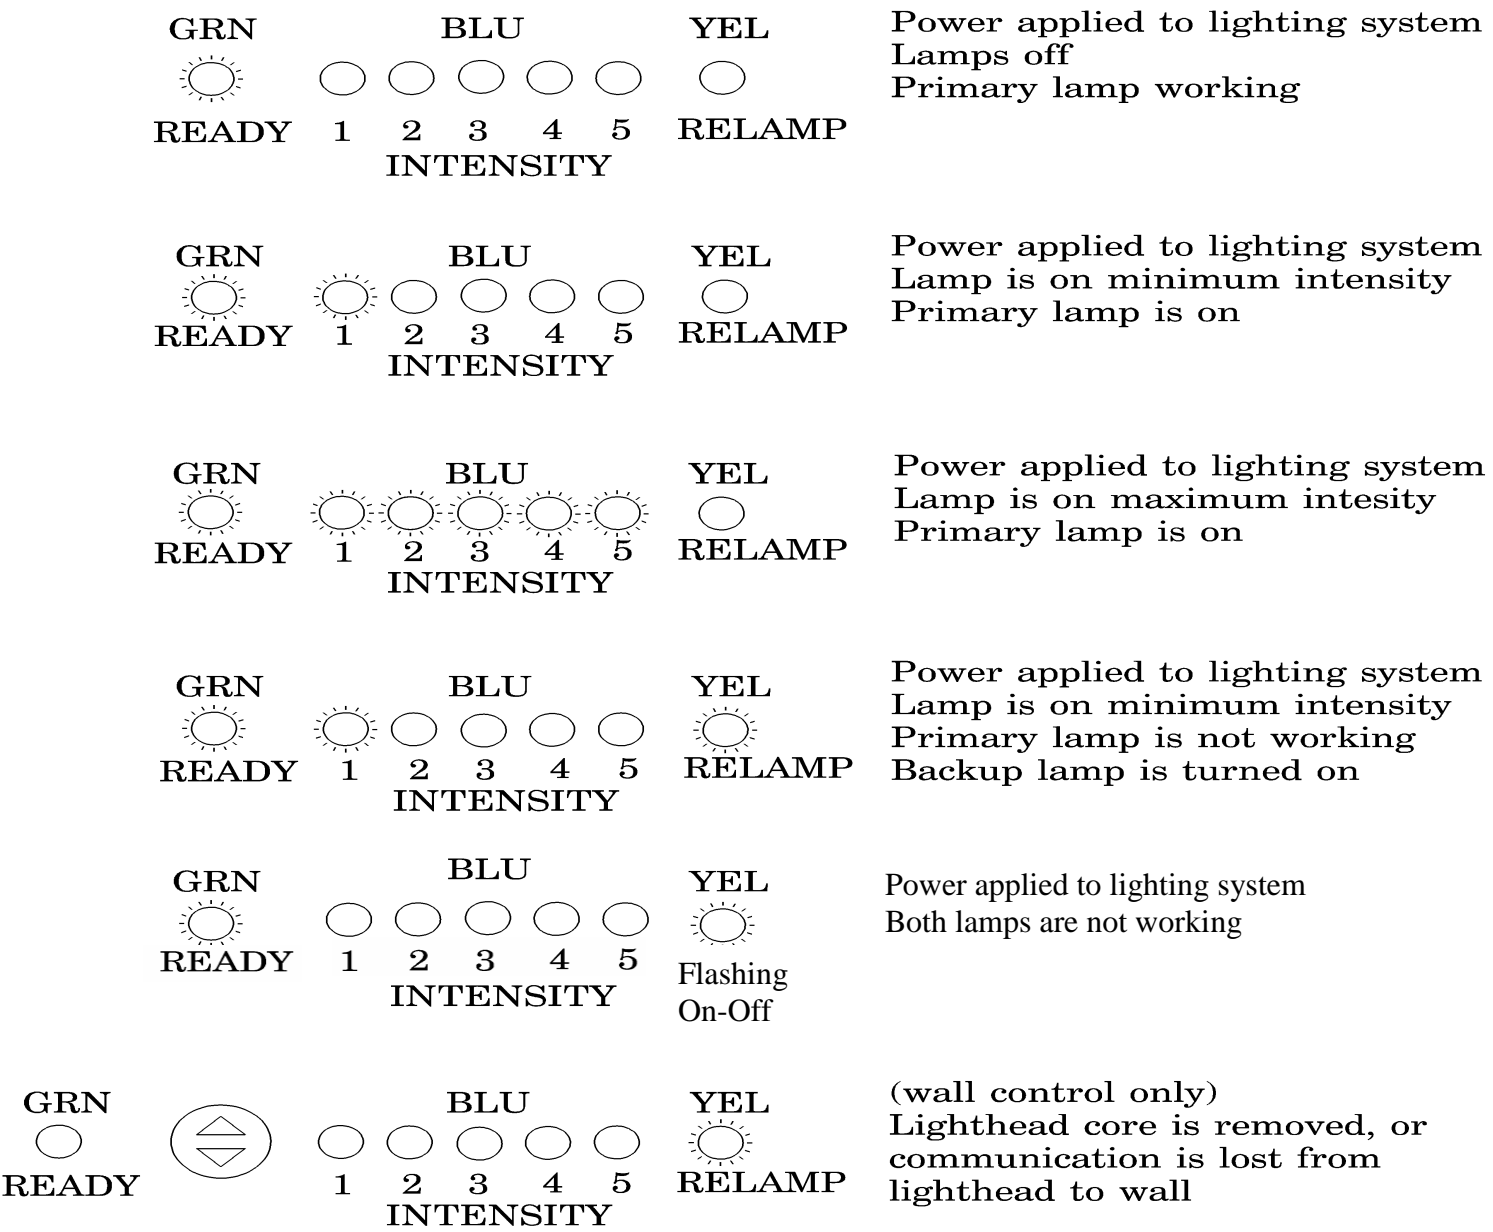 GRN BLU YEL
READY 1 2 3 4 5 RELAMP
INTENSITY
Power applied to lighting system
Lamps off
Primary lamp working
GRN BLU YEL
READY 1 2 3 4 5 RELAMP
INTENSITY
Power applied to lighting system
Lamp is on minimum intensity
Primary lamp is on
GRN BLU YEL
READY 1 2 3 4 5 RELAMP
INTENSITY
Power applied to lighting system
Lamp is on maximum intesity
Primary lamp is on
GRN BLU YEL
READY 1 2 3 4 5 RELAMP
INTENSITY
Power applied to lighting system
Lamp is on minimum intensity
Primary lamp is not working
Backup lamp is turned on
GRN BLU YEL
READY 1 2 3 4 5
INTENSITY
Flashing
On-Off
Power applied to lighting system
Both lamps are not working
GRN BLU YEL
READY 1 2 3 4 5 RELAMP
INTENSITY
(wall control only)
Lighthead core is removed, or
communication is lost from
lighthead to wall